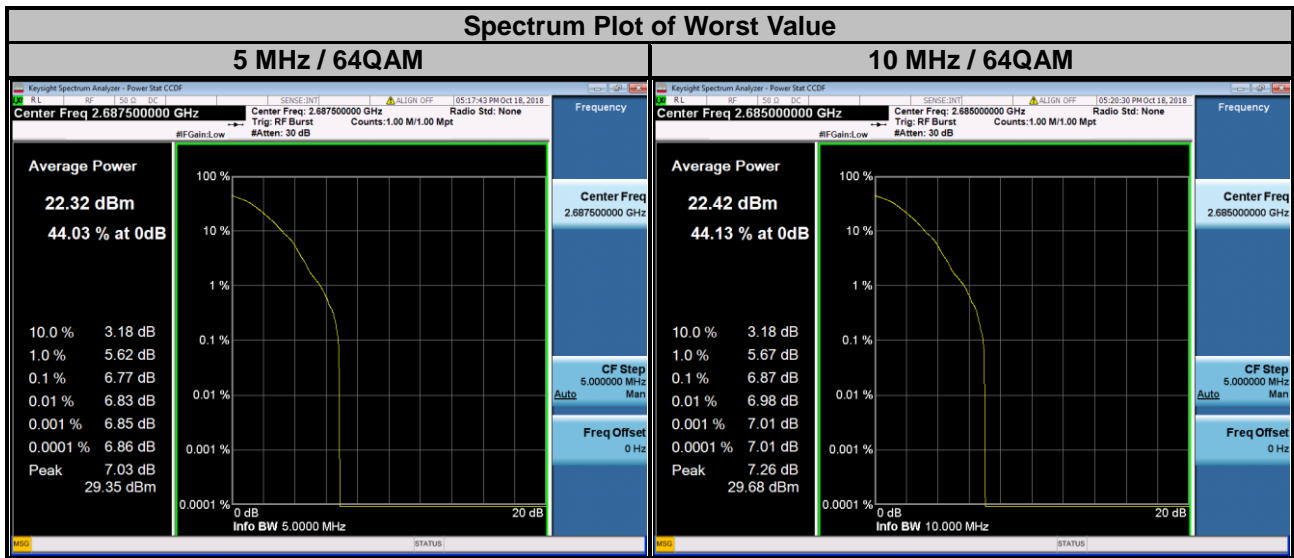 Spectrum Plot of Worst Value
5 MHz / 64QAM
Keysight Spectrum Analyzer - Power Stat CCDF
LXI RL RF 50 Ω DC SENSE:INT ALIGN OFF 05:17:43 PM Oct 18, 2018
Center Freq 2.687500000 GHz
Center Freq: 2.687500000 GHz Radio Std: None
Trig: RF Burst Counts:1.00 M/1.00 Mpt
#IFGain:Low #Atten: 30 dB
Frequency
Average Power
22.32 dBm
44.03 % at 0dB
10.0 % 3.18 dB
1.0 % 5.62 dB
0.1 % 6.77 dB
0.01 % 6.83 dB
0.001 % 6.85 dB
0.0001 % 6.86 dB
Peak 7.03 dB
29.35 dBm
100 %
10 %
1 %
0.1 %
0.01 %
0.001 %
0.0001 %
0 dB 20 dB
Info BW 5.0000 MHz
Center Freq
2.687500000 GHz
CF Step
5.000000 MHz
Auto Man
Freq Offset
0 Hz
MSG STATUS
10 MHz / 64QAM
Keysight Spectrum Analyzer - Power Stat CCDF
LXI RL RF 50 Ω DC SENSE:INT ALIGN OFF 05:20:30 PM Oct 18, 2018
Center Freq 2.685000000 GHz
Center Freq: 2.685000000 GHz Radio Std: None
Trig: RF Burst Counts:1.00 M/1.00 Mpt
#IFGain:Low #Atten: 30 dB
Frequency
Average Power
22.42 dBm
44.13 % at 0dB
10.0 % 3.18 dB
1.0 % 5.67 dB
0.1 % 6.87 dB
0.01 % 6.98 dB
0.001 % 7.01 dB
0.0001 % 7.01 dB
Peak 7.26 dB
29.68 dBm
100 %
10 %
1 %
0.1 %
0.01 %
0.001 %
0.0001 %
0 dB 20 dB
Info BW 10.000 MHz
Center Freq
2.685000000 GHz
CF Step
5.000000 MHz
Auto Man
Freq Offset
0 Hz
MSG STATUS